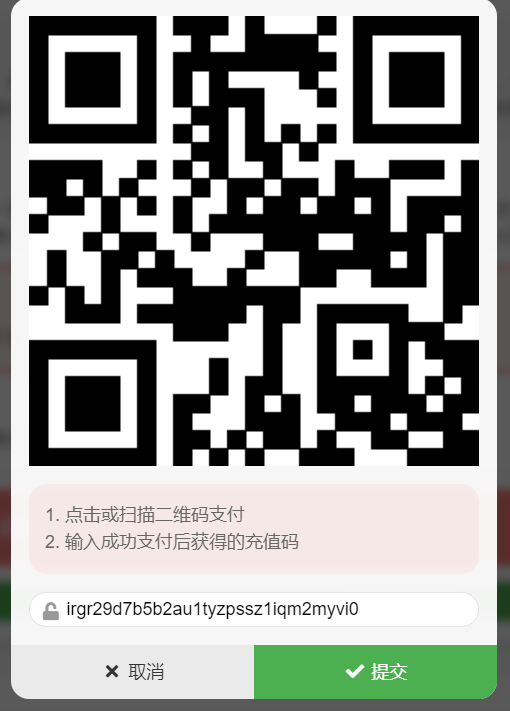 1. 点击或扫描二维码支付
2. 输入成功支付后获得的充值码
irgr29d7b5b2au1tyzpssz1iqm2myvi0
取消
提交